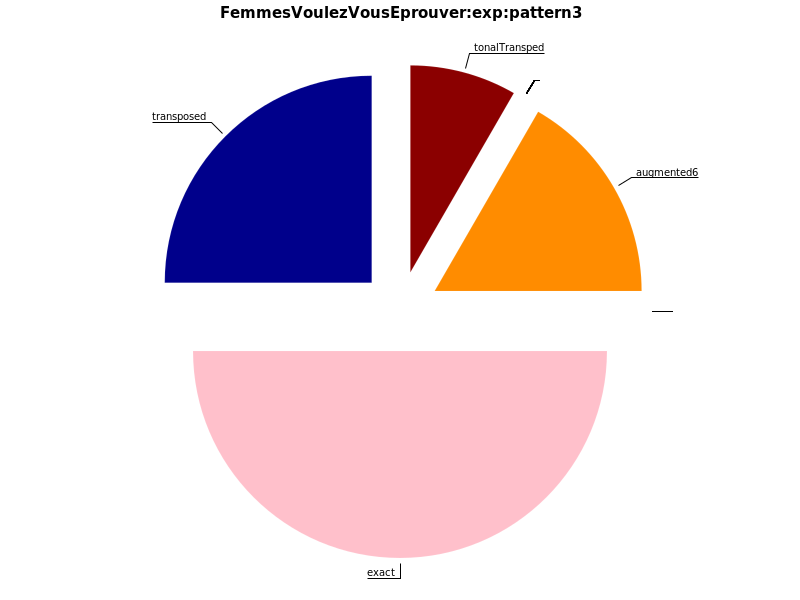 FemmesVoulezVousEprouver:exp:pattern3
tonalTransped
transposed
augmented6
exact